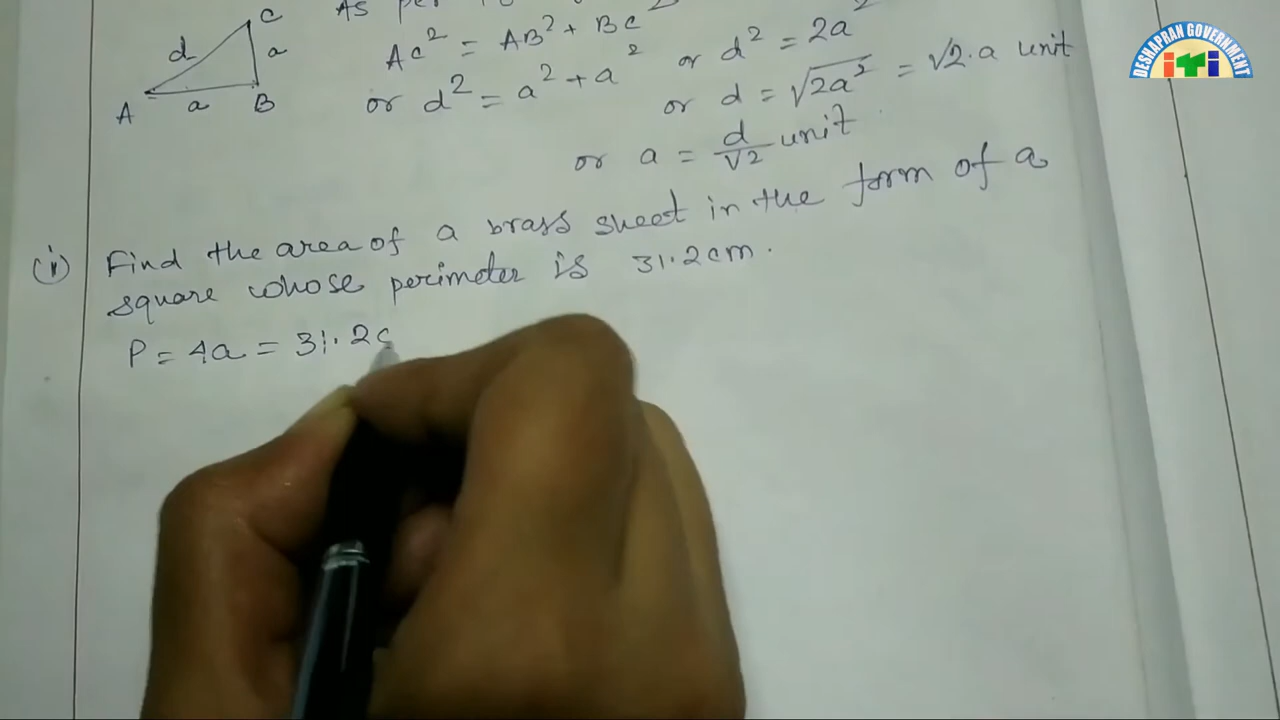 C
As per
d
a
AC² = AB² + BC²
A
a
B
or d² = a² + a²
or d² = 2a²
or d = √2a² = √2·a unit
or a = d/√2 unit
(i) Find the area of a brass sheet in the form of a
square whose perimeter is 31.2cm.
P = 4a = 31.2c
DESHAPRAN GOVERNMENT
iTi